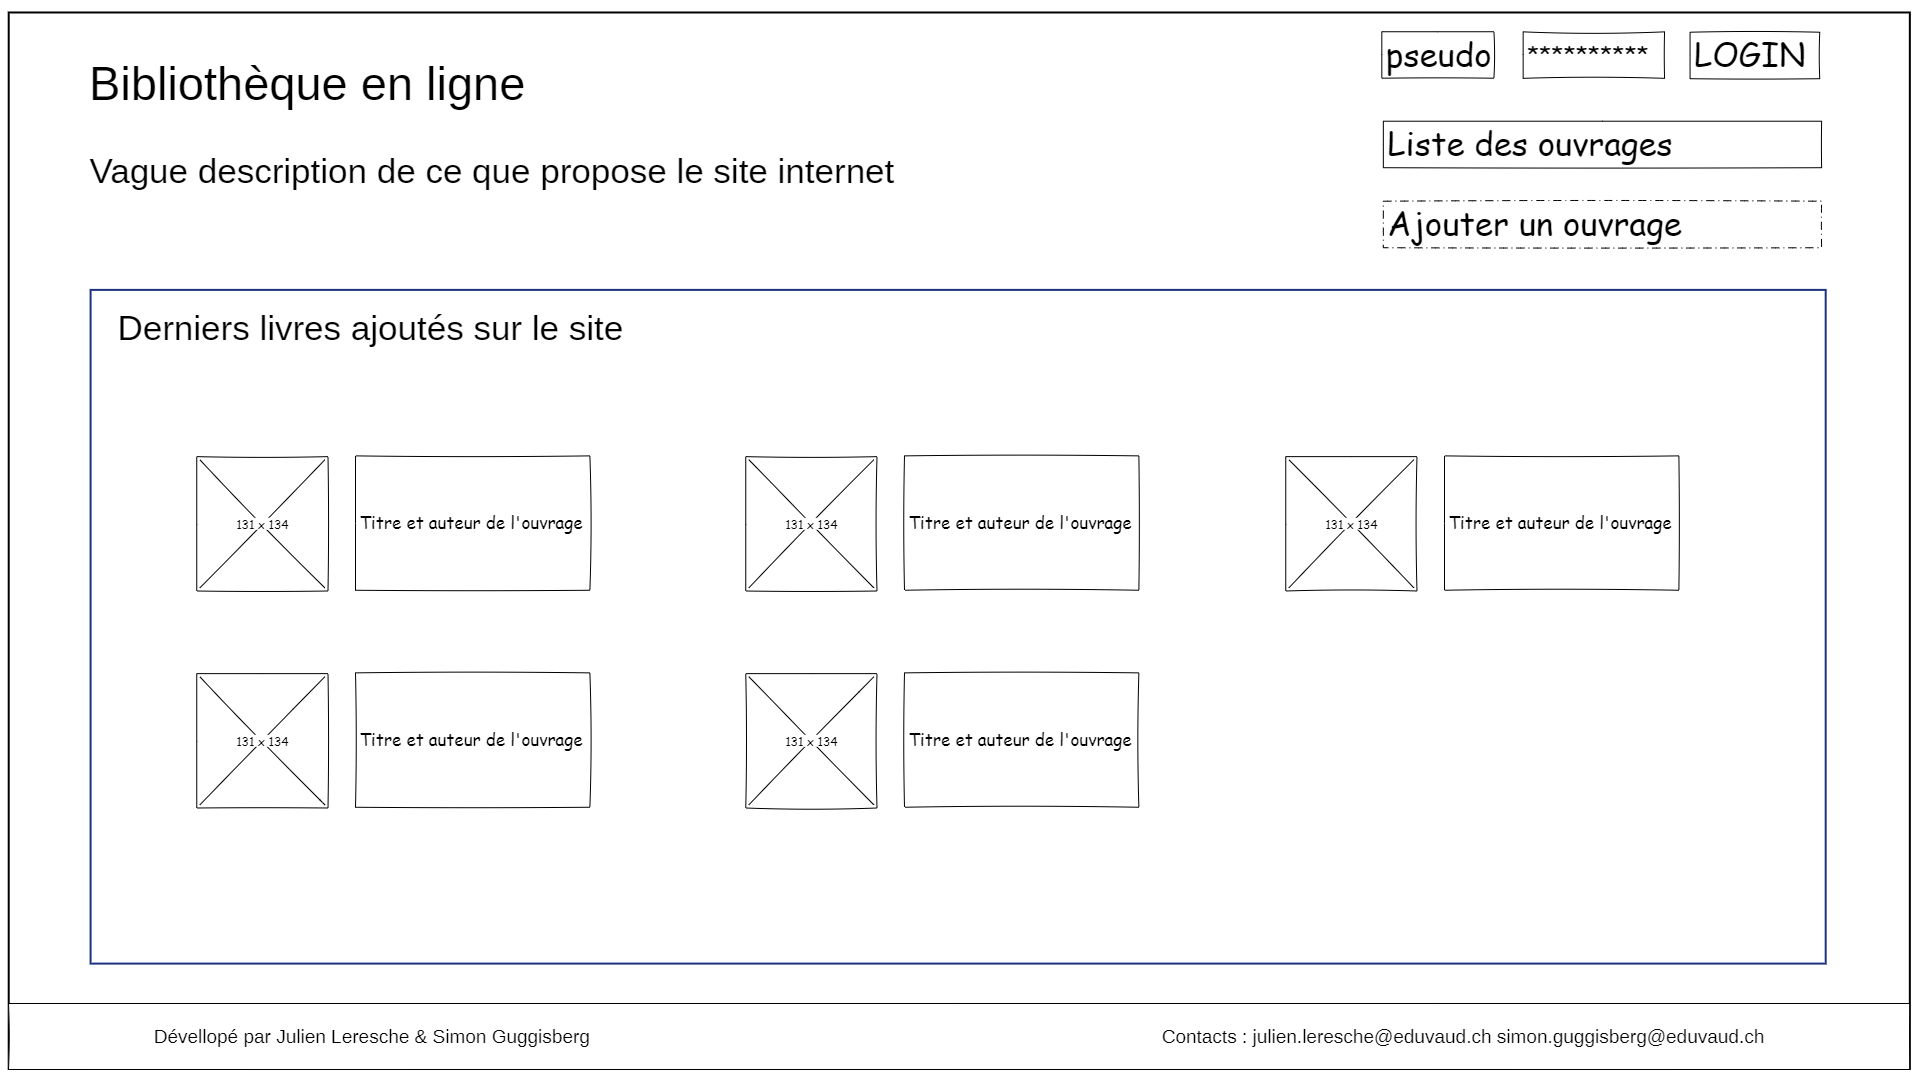 pseudo ********** LOGIN
Bibliothèque en ligne
Liste des ouvrages
Vague description de ce que propose le site internet
Ajouter un ouvrage
Derniers livres ajoutés sur le site
131 x 134 Titre et auteur de l'ouvrage 131 x 134 Titre et auteur de l'ouvrage 131 x 134 Titre et auteur de l'ouvrage
131 x 134 Titre et auteur de l'ouvrage 131 x 134 Titre et auteur de l'ouvrage
Dévellopé par Julien Leresche & Simon Guggisberg Contacts : julien.leresche@eduvaud.ch simon.guggisberg@eduvaud.ch